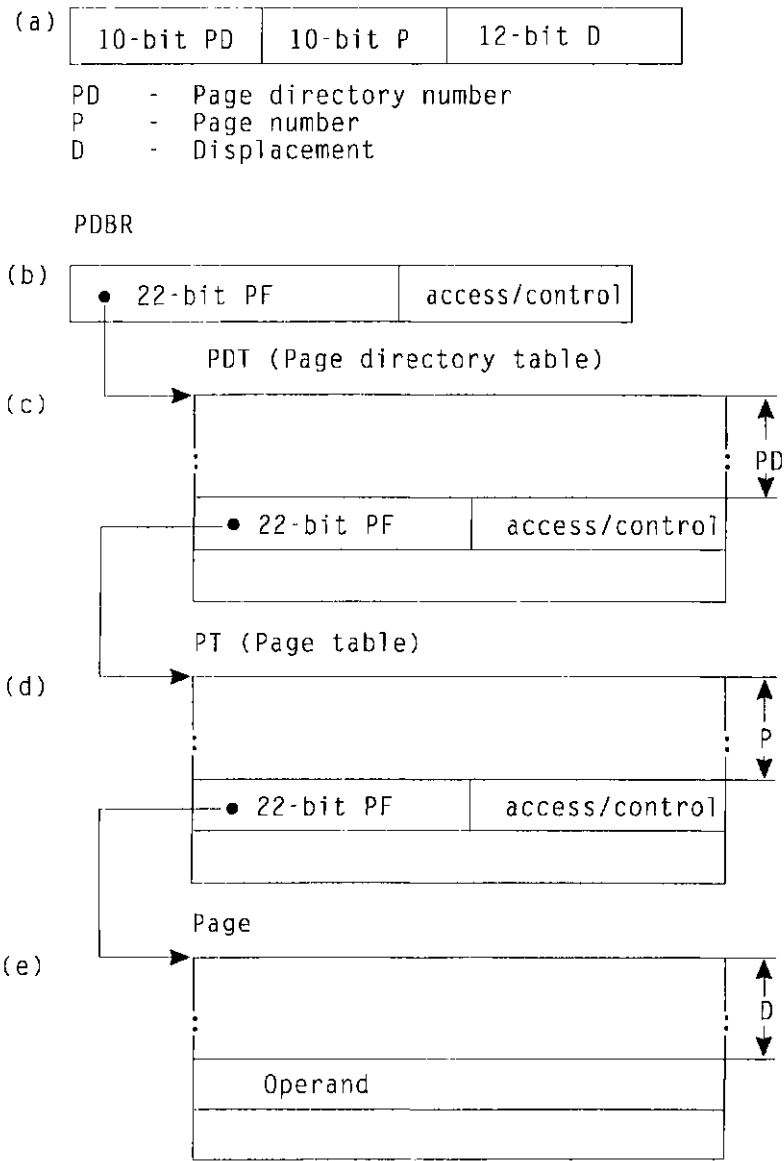 (a)
10-bit PD 10-bit P 12-bit D
PD - Page directory number
P - Page number
D - Displacement
PDBR
(b)
22-bit PF access/control
PDT (Page directory table)
(c)
PD
22-bit PF access/control
PT (Page table)
(d)
P
22-bit PF access/control
Page
(e)
D
Operand